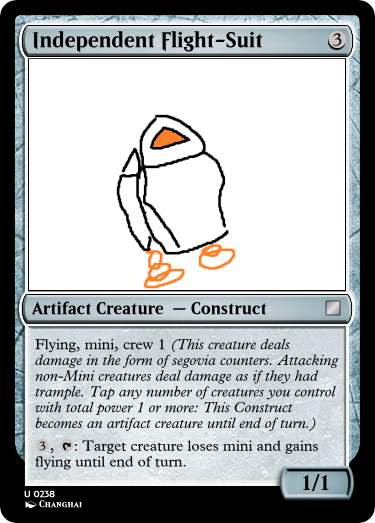 Independent Flight-Suit 3
Artifact Creature — Construct
Flying, mini, crew 1 (This creature deals
damage in the form of segovia counters. Attacking
non-Mini creatures deal damage as if they had
trample. Tap any number of creatures you
control with total power 1 or more: This Construct
becomes an artifact creature until end of turn.)
3, : Target creature loses mini and gains
flying until end of turn.
1/1
U 0238
Changhai